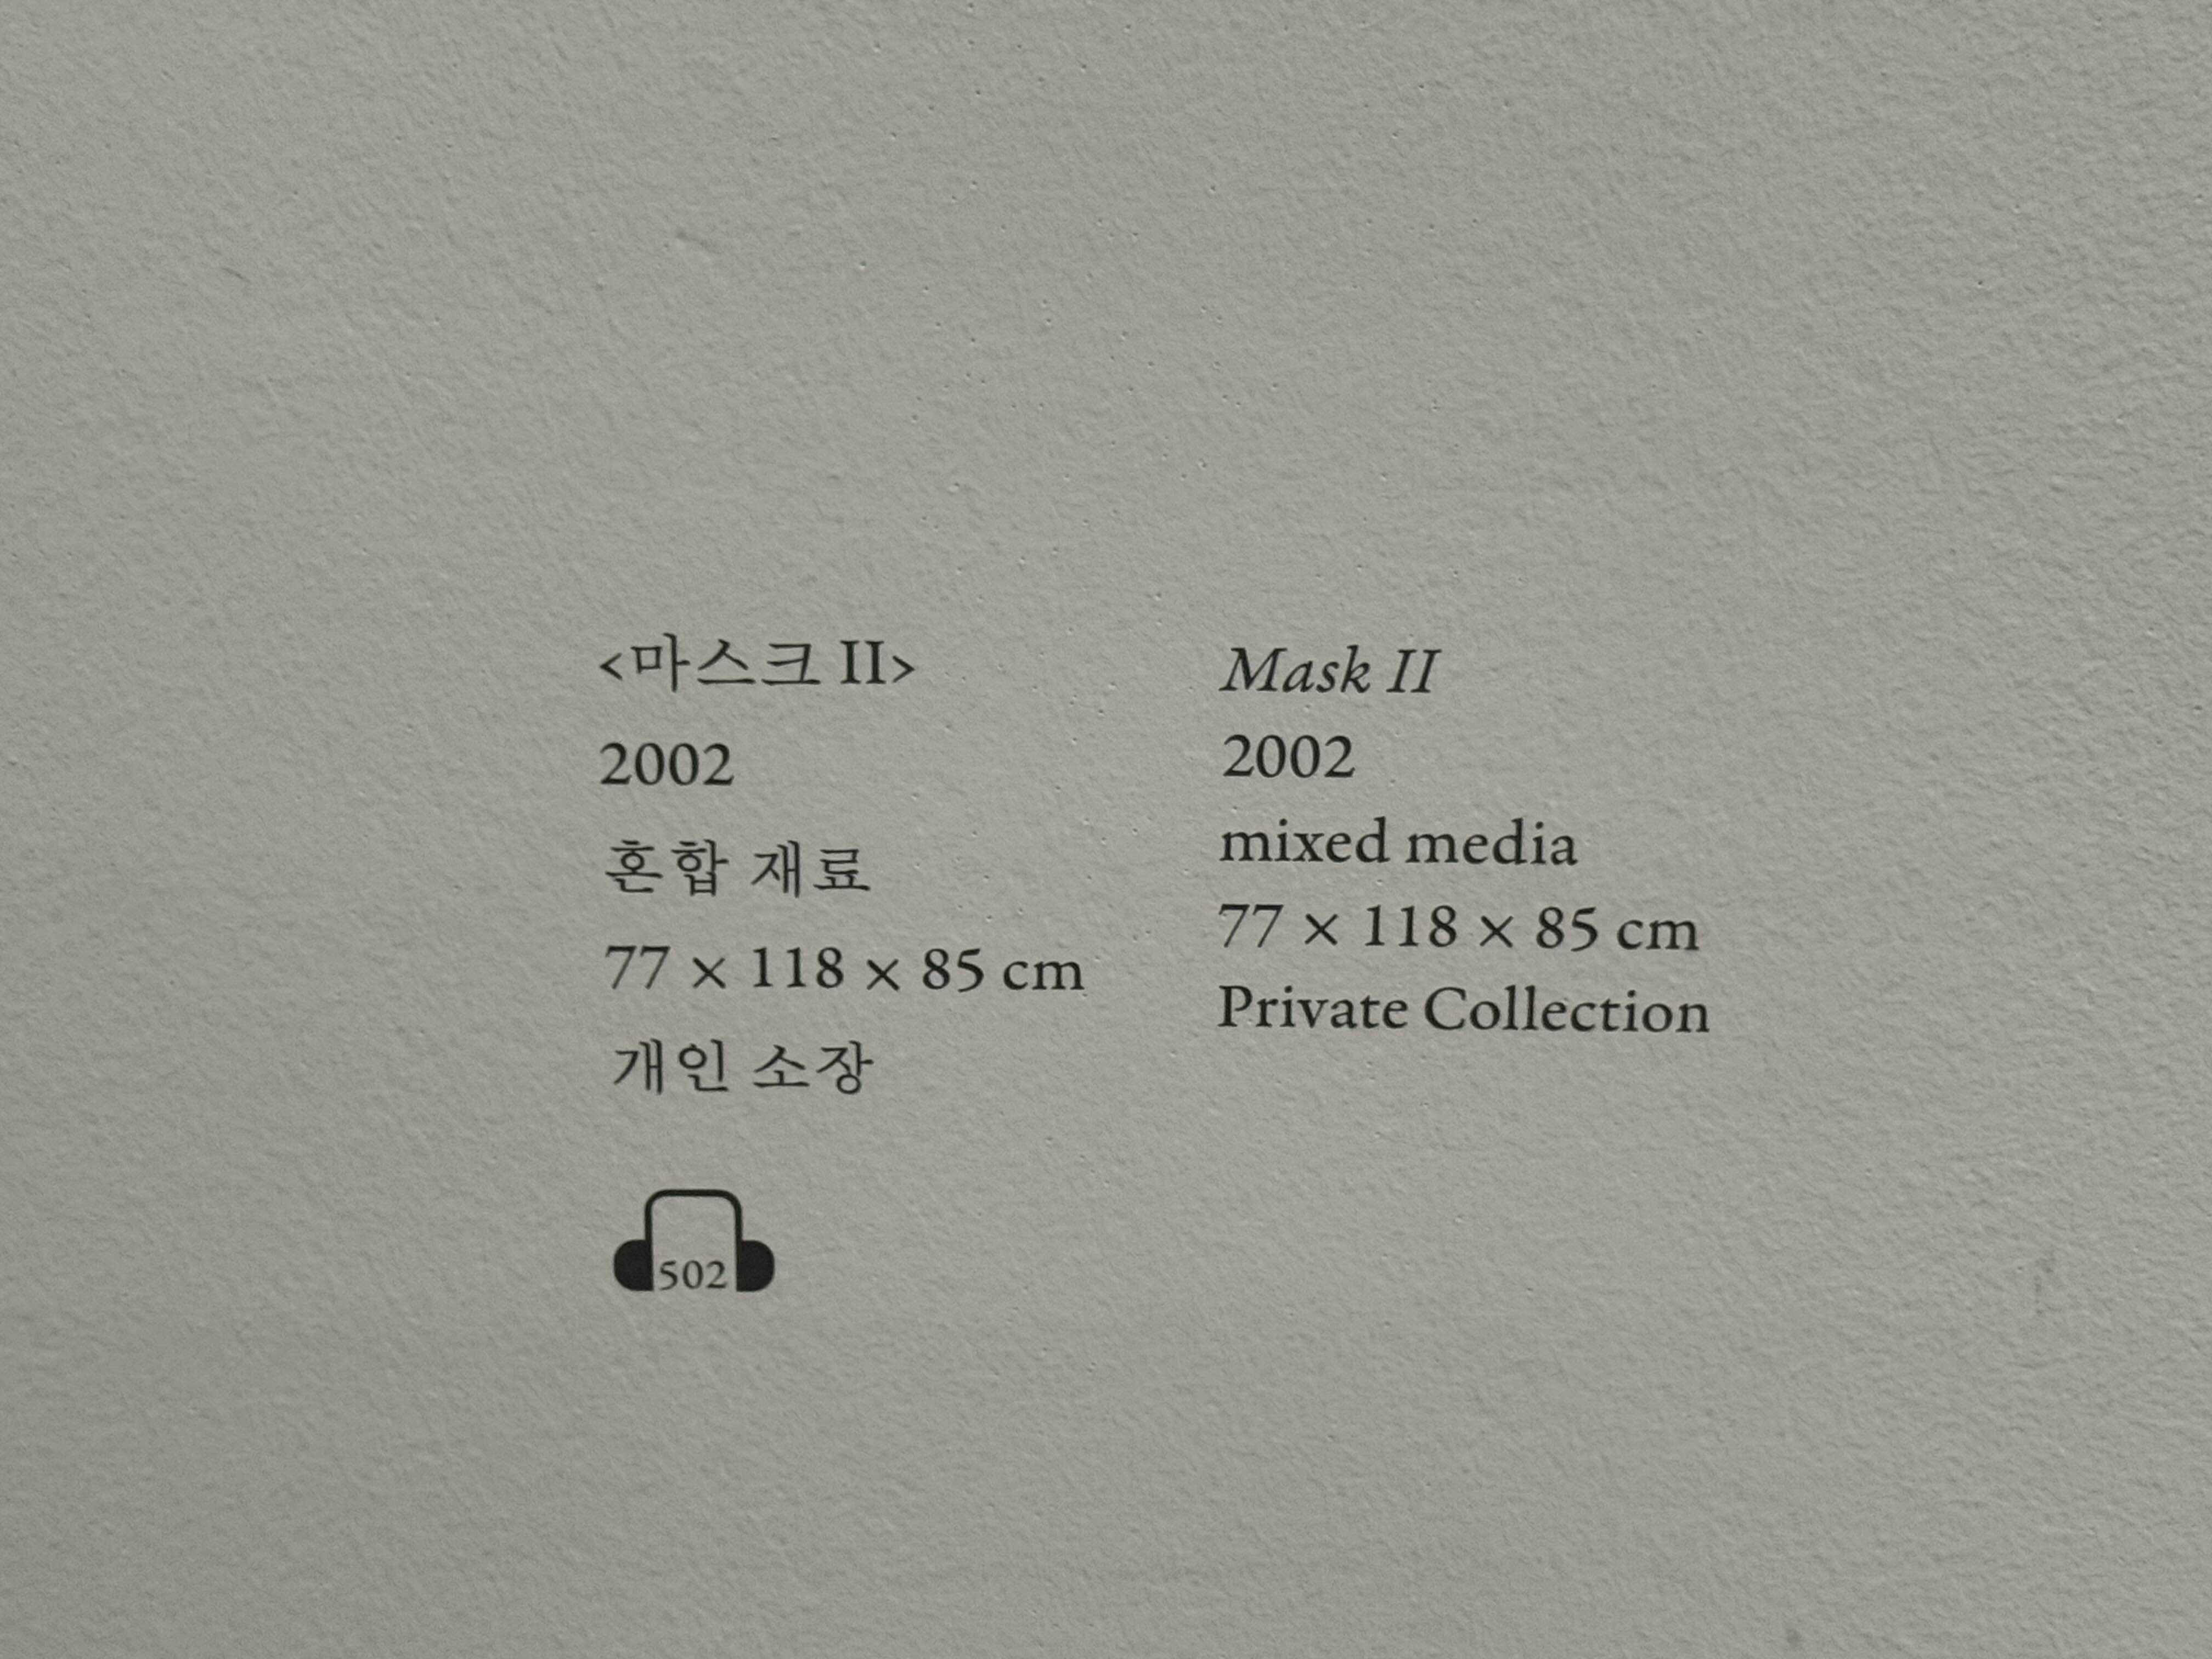 <마스크 II>
2002
혼합 재료
77 × 118 × 85 cm
개인 소장
502
Mask II
2002
mixed media
77 × 118 × 85 cm
Private Collection